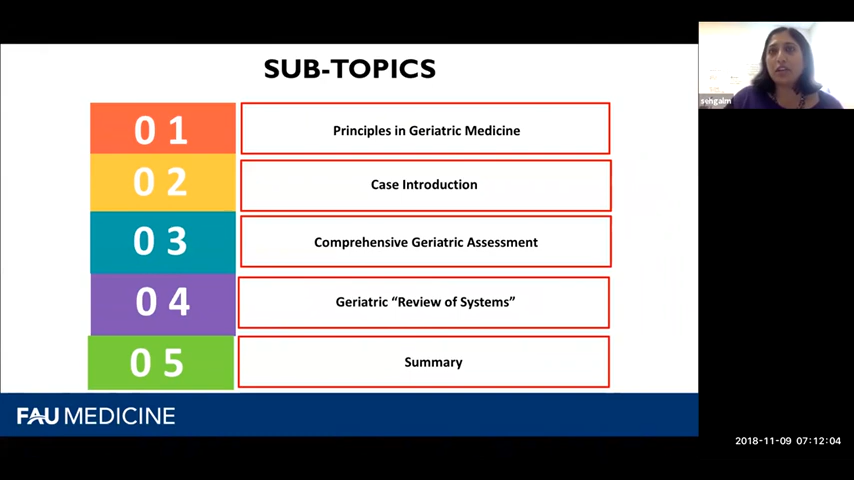 SUB-TOPICS
0 1
Principles in Geriatric Medicine
0 2
Case Introduction
0 3
Comprehensive Geriatric Assessment
0 4
Geriatric “Review of Systems”
0 5
Summary
FAU MEDICINE
sehgalm
2018-11-09 07:12:04